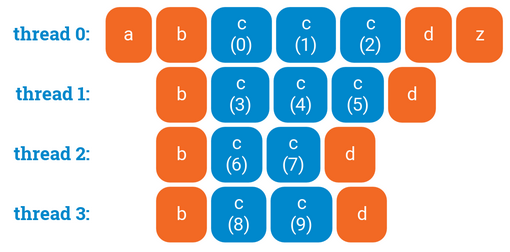 thread 0: a b c (0) c (1) c (2) d z
thread 1: b c (3) c (4) c (5) d
thread 2: b c (6) c (7) d
thread 3: b c (8) c (9) d